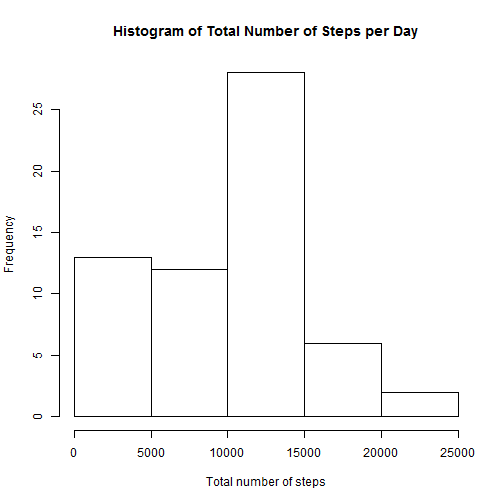 Histogram of Total Number of Steps per Day
Frequency
25
20
15
10
5
0
0 5000 10000 15000 20000 25000
Total number of steps